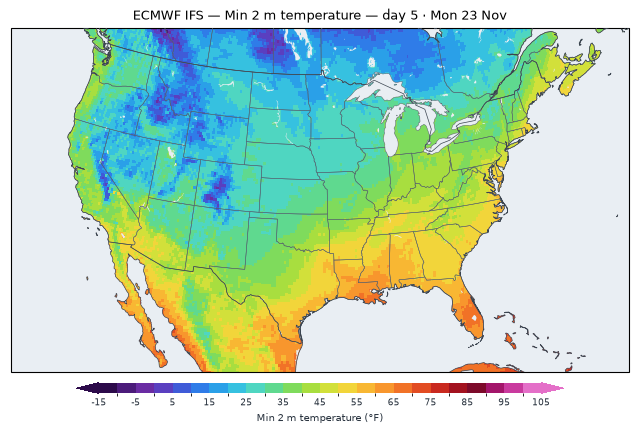 ECMWF IFS — Min 2 m temperature — day 5 · Mon 23 Nov
-15 -5 5 15 25 35 45 55 65 75 85 95 105
Min 2 m temperature (°F)